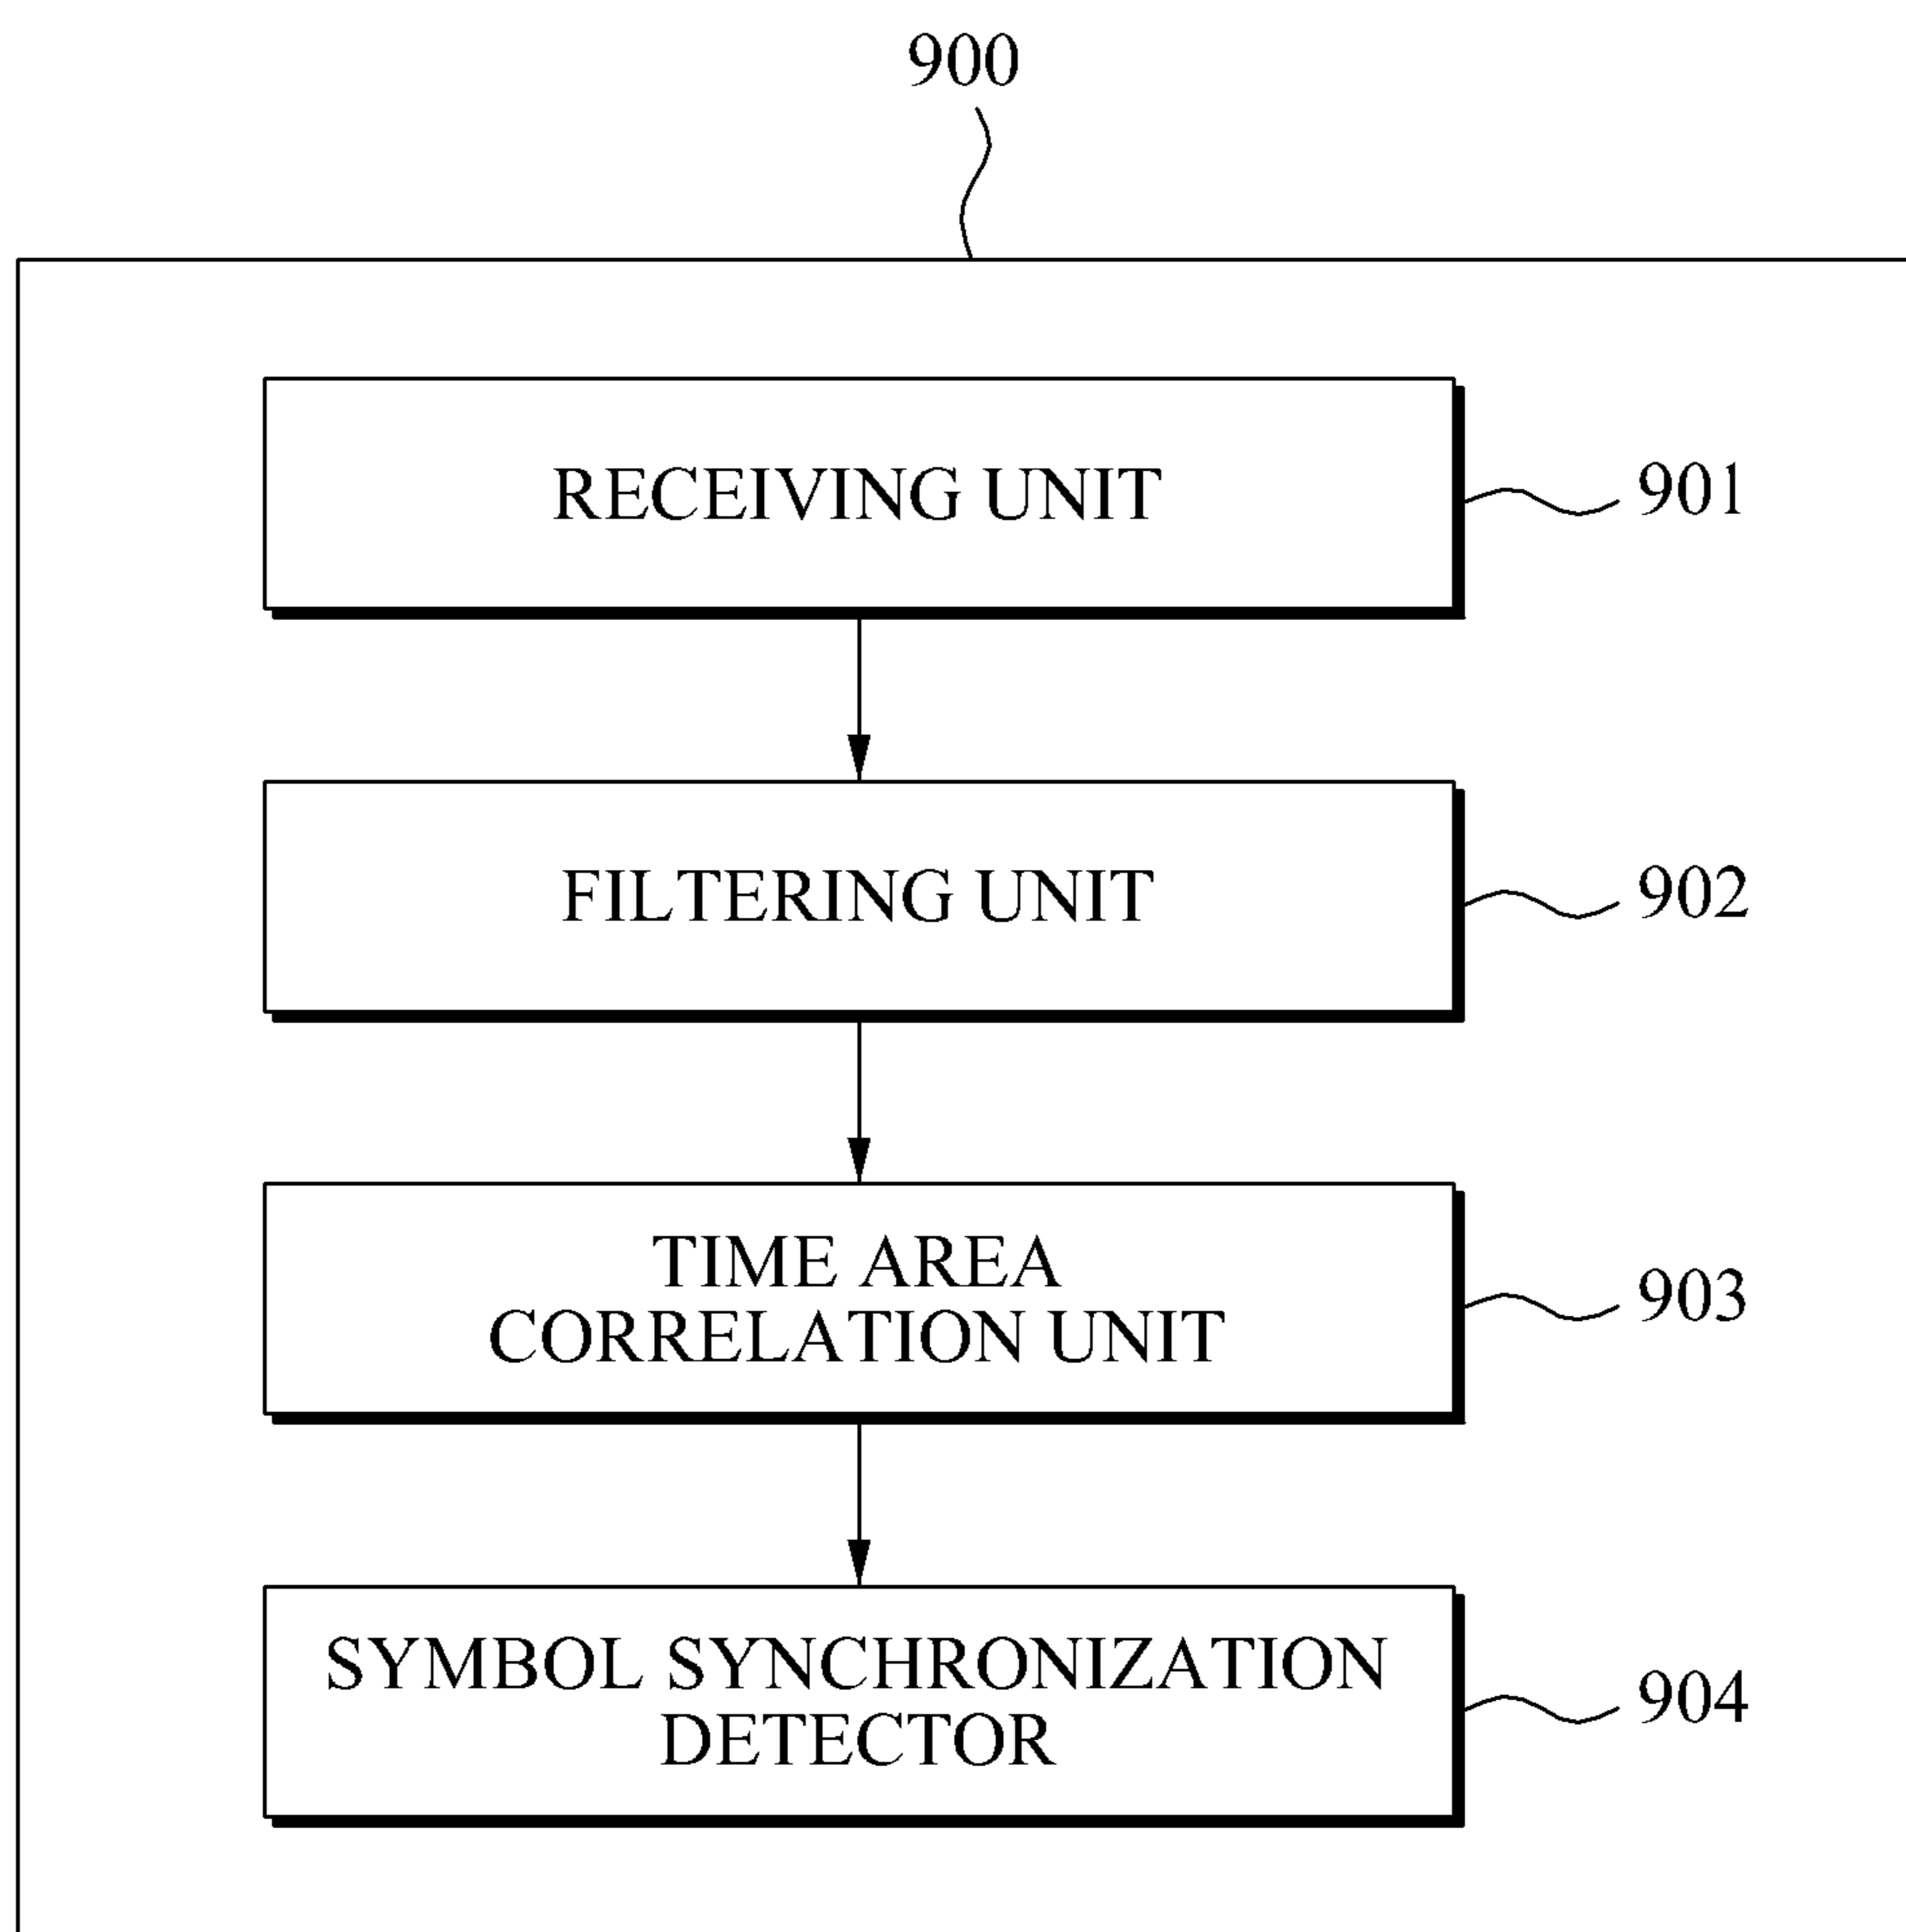 900
RECEIVING UNIT
901
FILTERING UNIT
902
TIME AREA
CORRELATION UNIT
903
SYMBOL SYNCHRONIZATION
DETECTOR
904